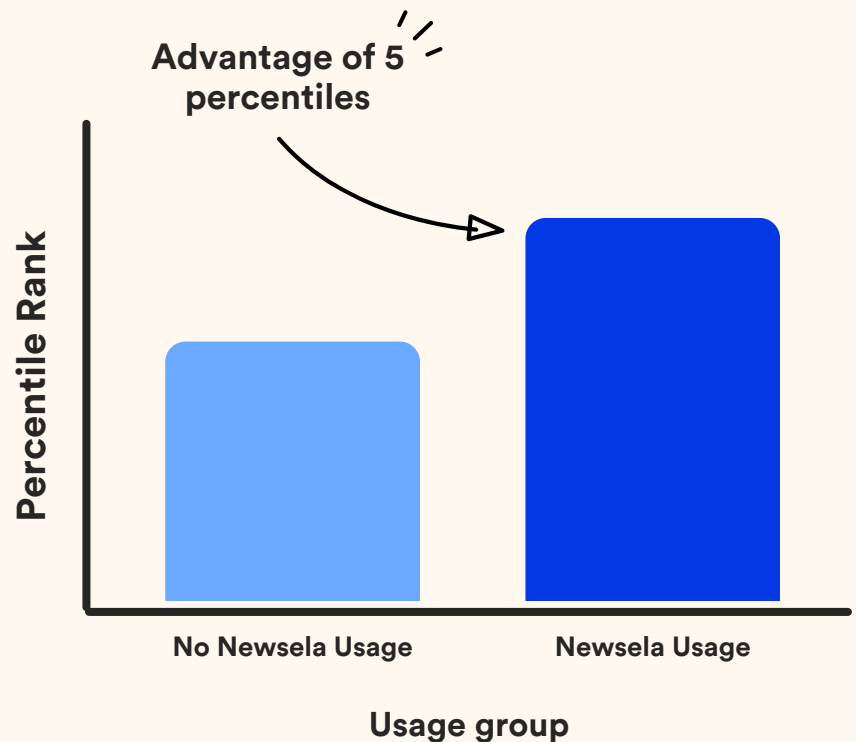 Advantage of 5
percentiles
Percentile Rank
No Newsela Usage
Newsela Usage
Usage group